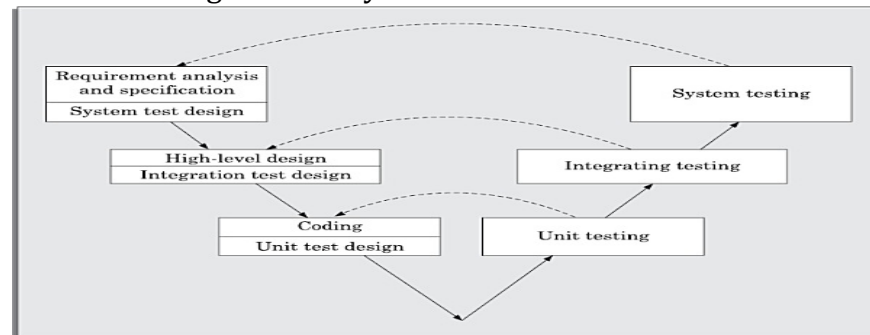 Requirement analysis
and specification
System test design
System testing
High-level design
Integration test design
Integrating testing
Coding
Unit test design
Unit testing